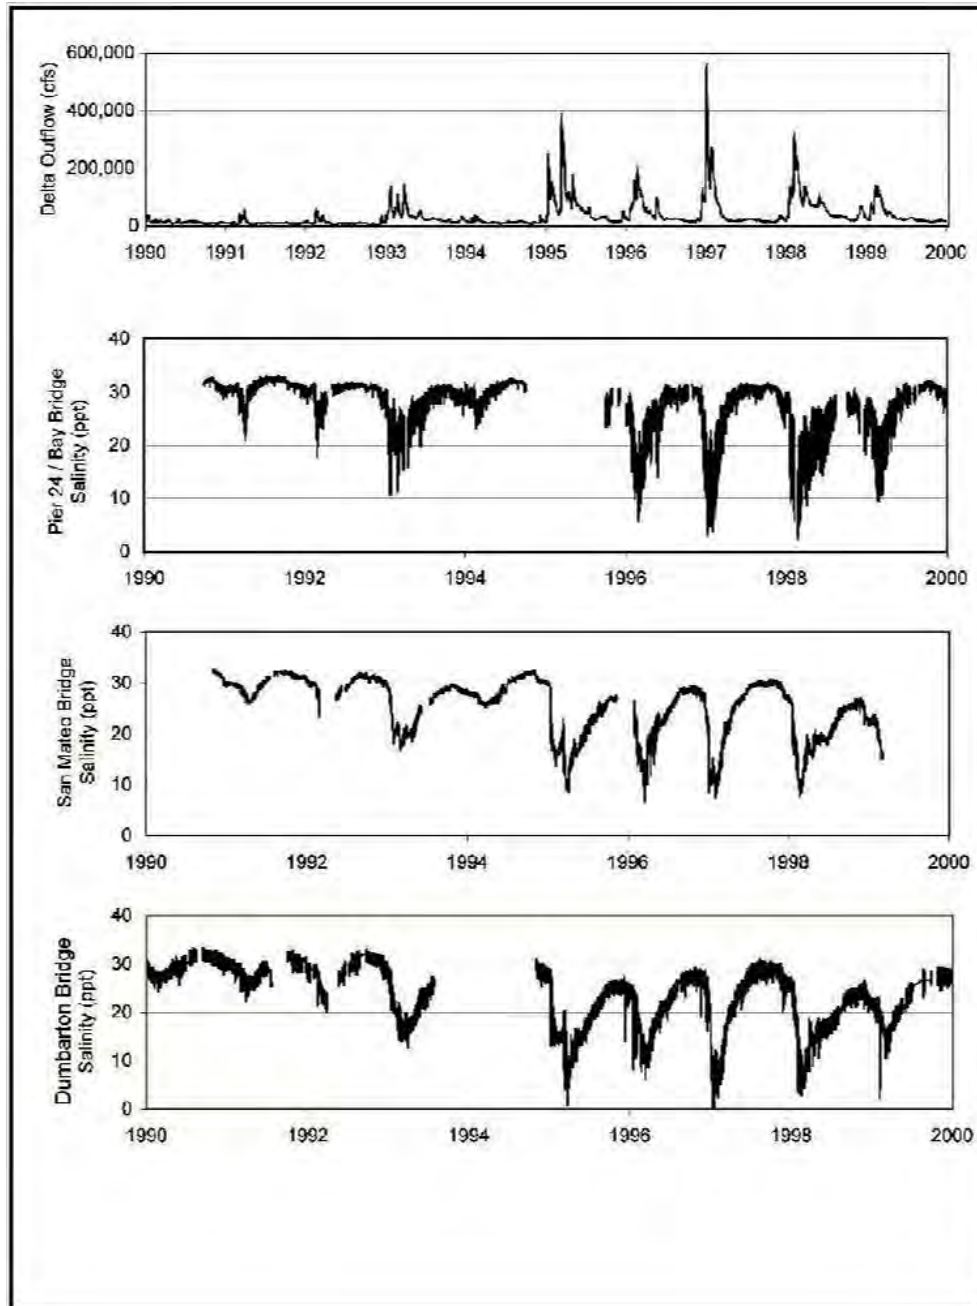 Delta Outflow (cfs)
600,000
400,000
200,000
0
1990 1991 1992 1993 1994 1995 1996 1997 1998 1999 2000
Pier 24 / Bay Bridge
Salinity (ppt)
40
30
20
10
0
1990 1992 1994 1996 1998 2000
San Mateo Bridge
Salinity (ppt)
40
30
20
10
0
1990 1992 1994 1996 1998 2000
Dumbarton Bridge
Salinity (ppt)
40
30
20
10
0
1990 1992 1994 1996 1998 2000